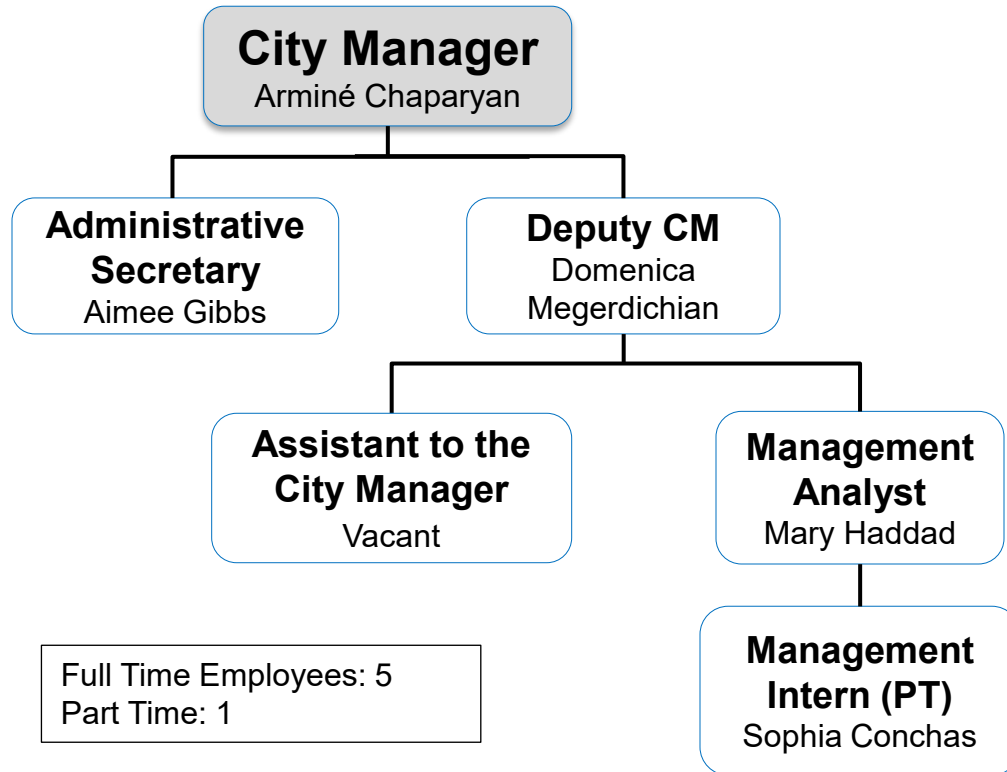 City Manager
Arminé Chaparyan
Administrative
Secretary
Aimee Gibbs
Deputy CM
Domenica
Megerdichian
Assistant to the
City Manager
Vacant
Management
Analyst
Mary Haddad
Management
Intern (PT)
Sophia Conchas
Full Time Employees: 5
Part Time: 1